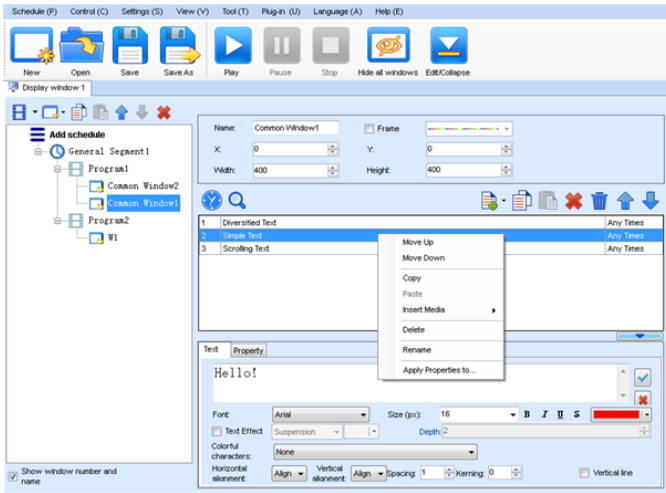 Schedule (P) Control (C) Settings (S) View (V) Tool (T) Plug-in (U) Language (A) Help (E)
New Open Save Save As Play Pause Stop Hide all windows Edit/Collapse
Display window 1
Add schedule
General Segment1
Program1
Common Window2
Common Window1
Program2
W1
Show window number and
name
Name: Common Window1 Frame
X: 0 Y: 0
Width: 400 Height: 400
1 Diversified Text Any Times
2 Simple Text Any Times
3 Scrolling Text Any Times
Move Up
Move Down
Copy
Paste
Insert Media
Delete
Rename
Apply Properties to...
Text Property
Hello!
Font: Arial Size (px): 16 B I U S
Text Effect Suspension Depth: 2
Colorful
characters: None
Horizontal
alignment: Align Vertical
alignment: Align Spacing: 1 Kerning: 0 Vertical line